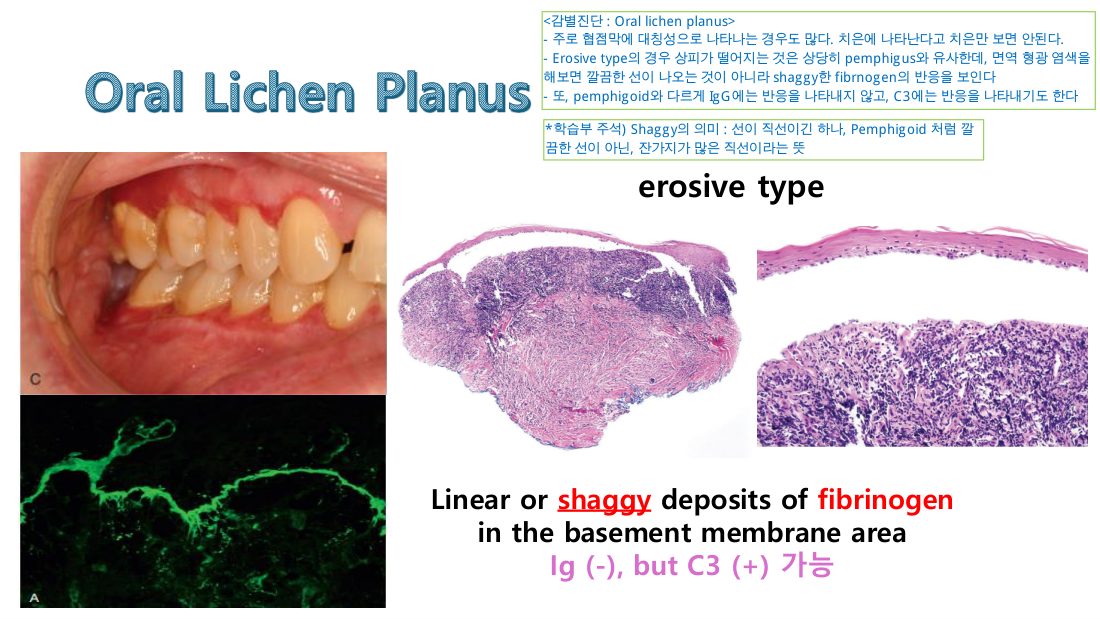 <감별진단 : Oral lichen planus>
- 주로 협점막에 대칭성으로 나타나는 경우도 많다. 치은에 나타난다고 치은만 보면 안된다.
- Erosive type의 경우 상피가 떨어지는 것은 상당히 pemphigus와 유사한데, 면역 형광 염색을
해보면 깔끔한 선이 나오는 것이 아니라 shaggy한 fibrnogen의 반응을 보인다
- 또, pemphigoid와 다르게 IgG에는 반응을 나타내지 않고, C3에는 반응을 나타내기도 한다
Oral Lichen Planus
*학습부 주석) Shaggy의 의미 : 선이 직선이긴 하나, Pemphigoid 처럼 깔
끔한 선이 아닌, 잔가지가 많은 직선이라는 뜻
erosive type
C
Linear or shaggy deposits of fibrinogen
in the basement membrane area
Ig (-), but C3 (+) 가능
A